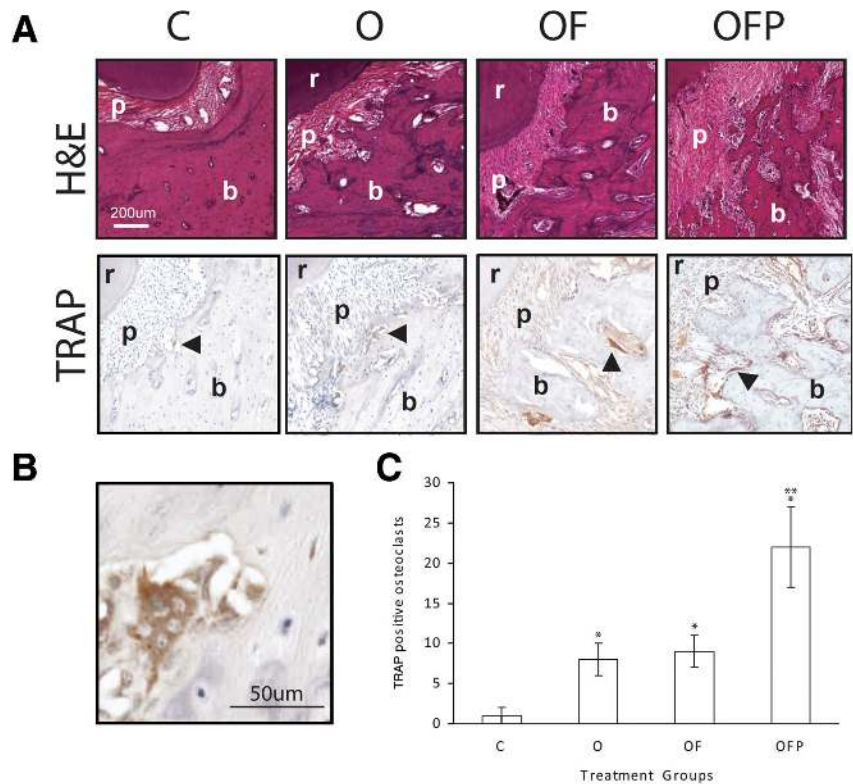 A
C O OF OFP
H&E
p
b
200um
r
p
b
r
b
p
p
b
TRAP
r
p
b
r
p
b
r
p
b
r
p
b
B
50um
C
TRAP positive osteoclasts
30
25
20
15
10
5
0
*
*
**
*
C O OF OFP
Treatment Groups